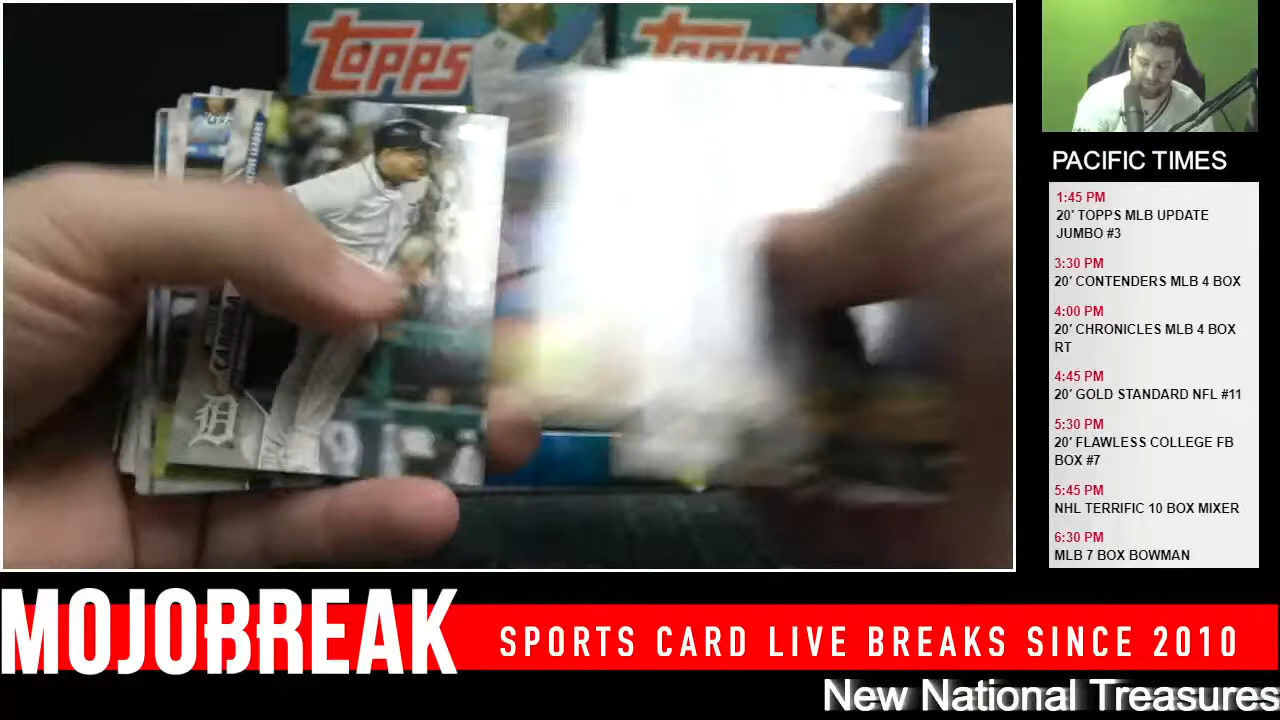 Topps
Topps
D
PACIFIC TIMES
1:45 PM
20' TOPPS MLB UPDATE
JUMBO #3
3:30 PM
20' CONTENDERS MLB 4 BOX
4:00 PM
20' CHRONICLES MLB 4 BOX
RT
4:45 PM
20' GOLD STANDARD NFL #11
5:30 PM
20' FLAWLESS COLLEGE FB
BOX #7
5:45 PM
NHL TERRIFIC 10 BOX MIXER
6:30 PM
MLB 7 BOX BOWMAN
MOJOBREAK
SPORTS CARD LIVE BREAKS SINCE 2010
New National Treasures